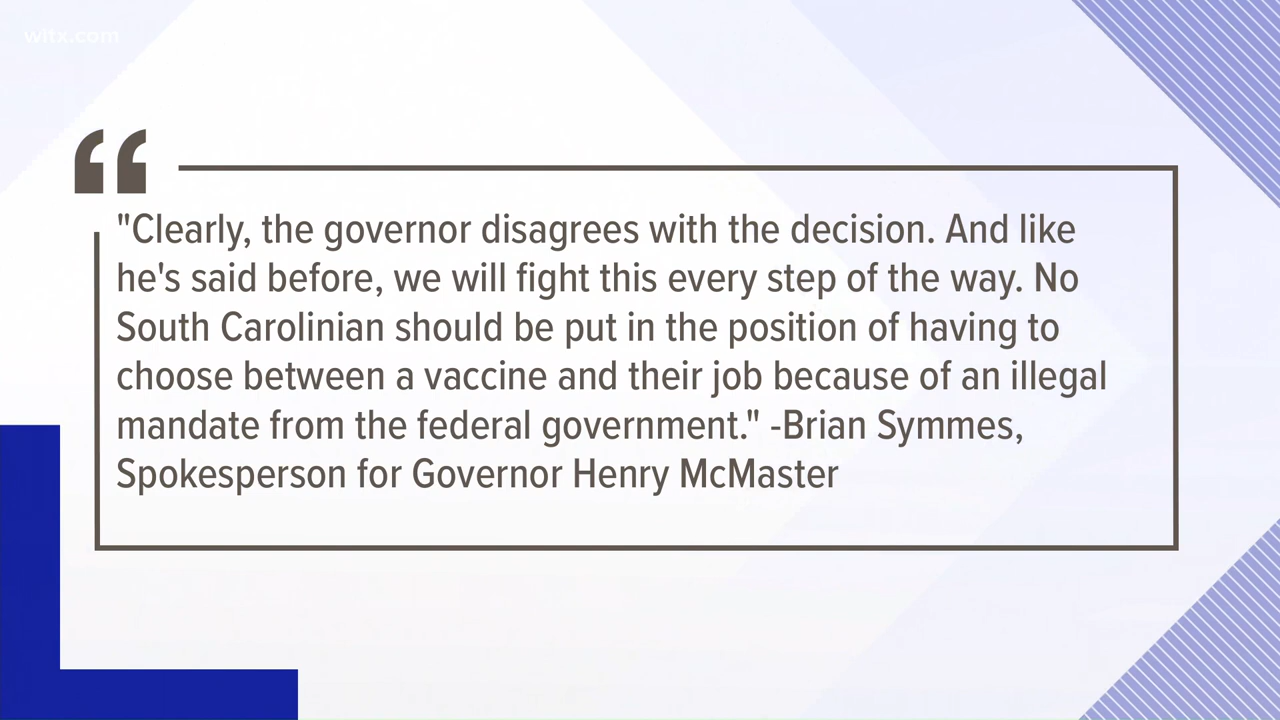 wltx.com
"Clearly, the governor disagrees with the decision. And like
he's said before, we will fight this every step of the way. No
South Carolinian should be put in the position of having to
choose between a vaccine and their job because of an illegal
mandate from the federal government." -Brian Symmes,
Spokesperson for Governor Henry McMaster